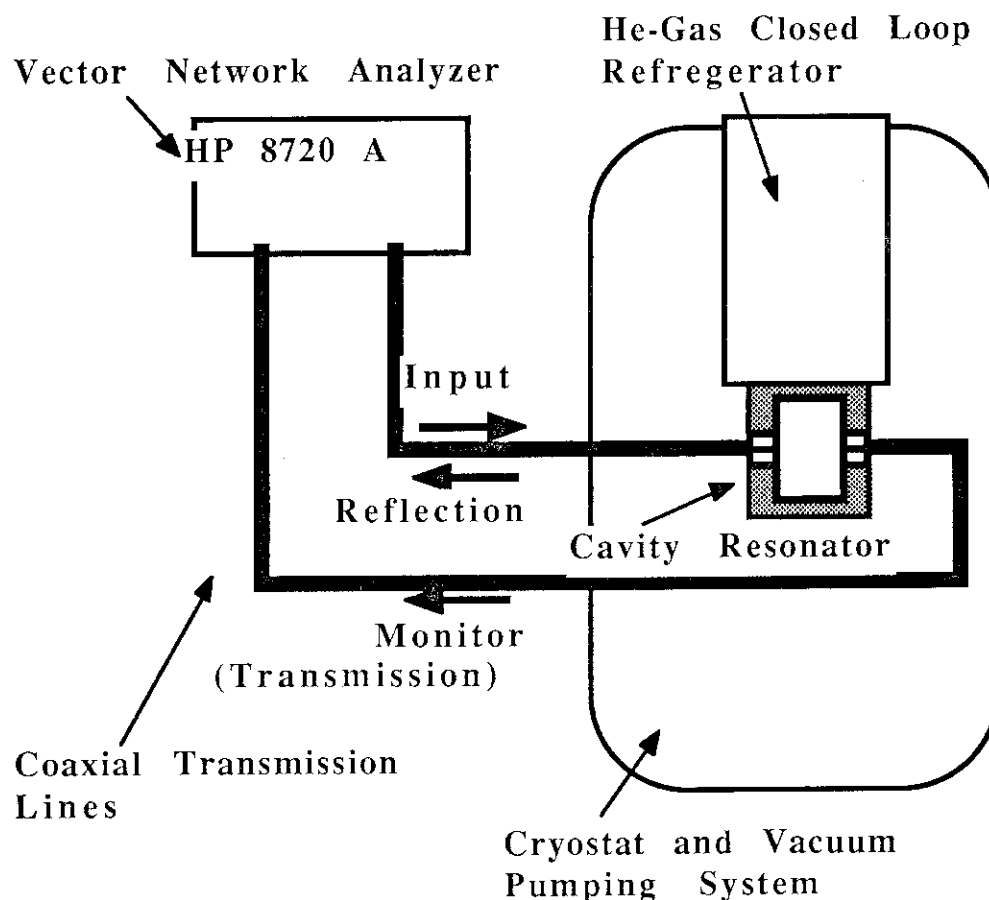 He-Gas Closed Loop
Refregerator
Vector Network Analyzer
HP 8720 A
Input
Reflection
Cavity Resonator
Monitor
(Transmission)
Coaxial Transmission
Lines
Cryostat and Vacuum
Pumping System